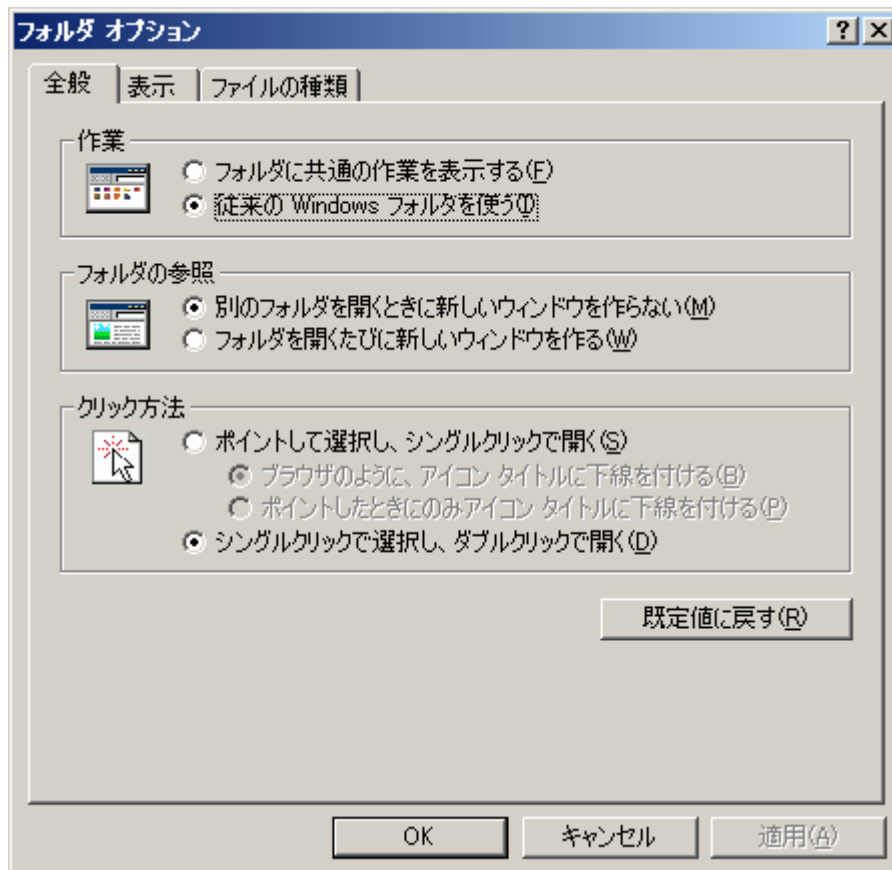 フォルダ オプション
全般 表示 ファイルの種類
作業
フォルダに共通の作業を表示する(F)
従来の Windows フォルダを使う(I)
フォルダの参照
別のフォルダを開くときに新しいウィンドウを作らない(M)
フォルダを開くたびに新しいウィンドウを作る(W)
クリック方法
ポイントして選択し、シングルクリックで開く(S)
ブラウザのように、アイコン タイトルに下線を付ける(B)
ポイントしたときにのみアイコン タイトルに下線を付ける(P)
シングルクリックで選択し、ダブルクリックで開く(D)
既定値に戻す(R)
OK キャンセル 適用(A)